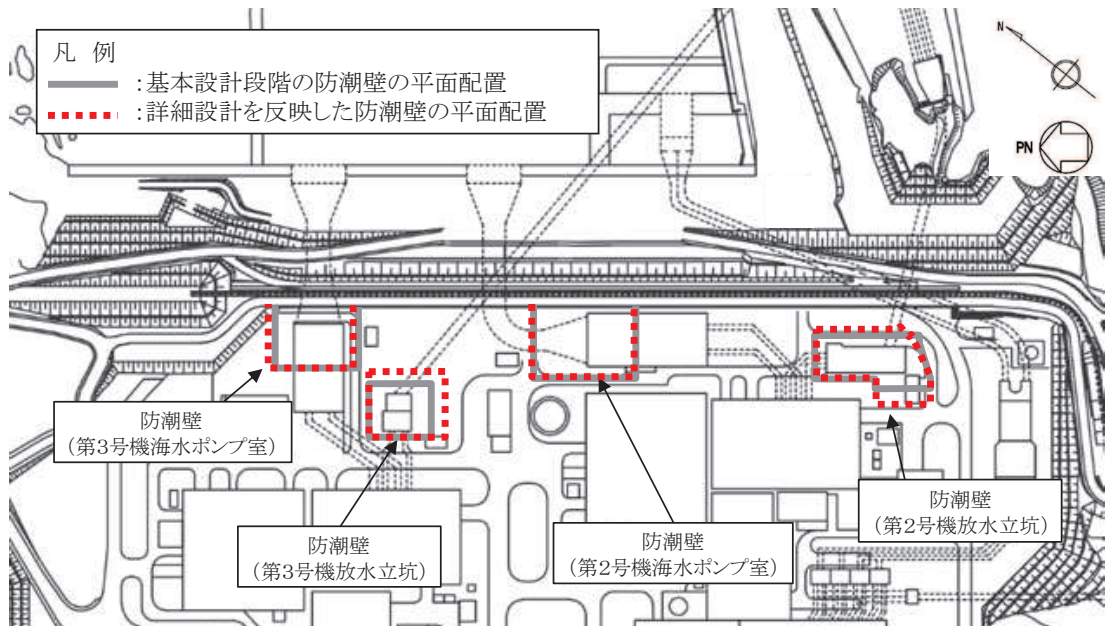 凡 例
:基本設計段階の防潮壁の平面配置
:詳細設計を反映した防潮壁の平面配置
N
PN
防潮壁
(第3号機海水ポンプ室)
防潮壁
(第3号機放水立坑)
防潮壁
(第2号機海水ポンプ室)
防潮壁
(第2号機放水立坑)